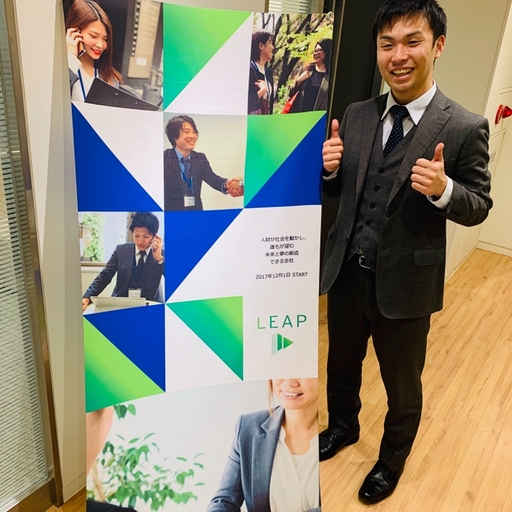 人財が社会を動かし、
誰もが望む
未来と夢の創造
できる会社
2017年12月1日 START
LEAP